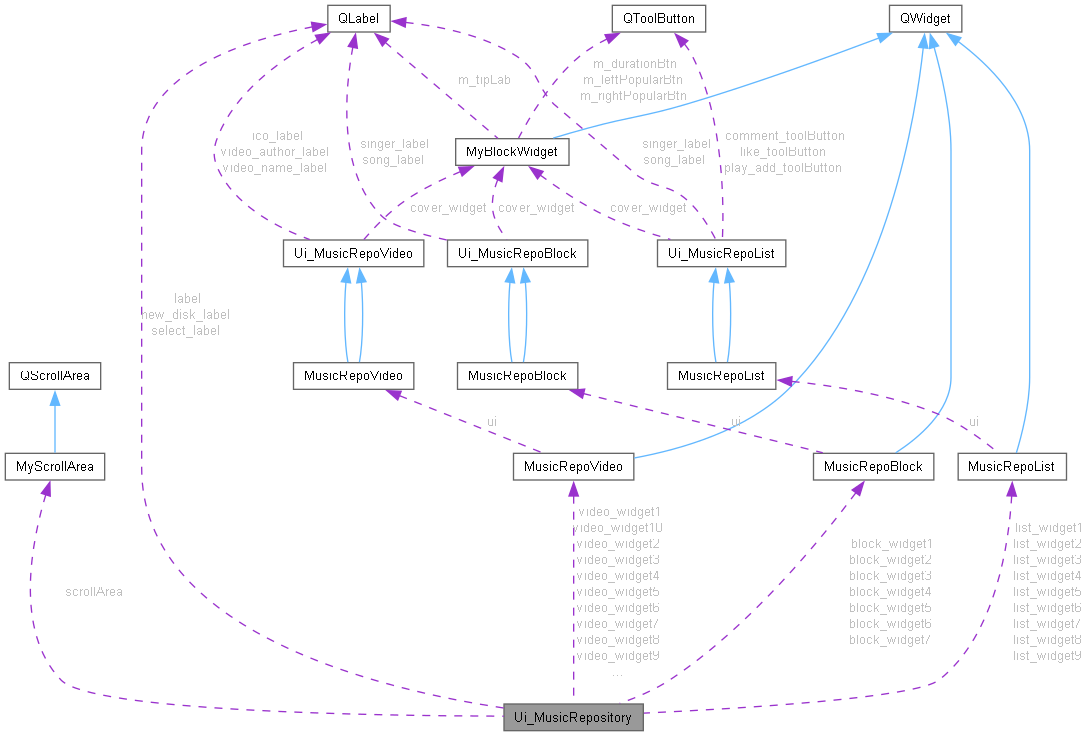 QLabel
QToolButton
QWidget
m_tipLab
m_durationBtn
m_leftPopularBtn
m_rightPopularBtn
ico_label
video_author_label
video_name_label
singer_label
song_label
MyBlockWidget
singer_label
song_label
comment_toolButton
like_toolButton
play_add_toolButton
cover_widget
cover_widget
cover_widget
Ui_MusicRepoVideo
Ui_MusicRepoBlock
Ui_MusicRepoList
label
new_disk_label
select_label
QScrollArea
MusicRepoVideo
MusicRepoBlock
MusicRepoList
ui
ui
ui
MyScrollArea
MusicRepoVideo
MusicRepoBlock
MusicRepoList
scrollArea
video_widget1
video_widget10
video_widget2
video_widget3
video_widget4
video_widget5
video_widget6
video_widget7
video_widget8
video_widget9
...
block_widget1
block_widget2
block_widget3
block_widget4
block_widget5
block_widget6
block_widget7
list_widget1
list_widget2
list_widget3
list_widget4
list_widget5
list_widget6
list_widget7
list_widget8
list_widget9
Ui_MusicRepository